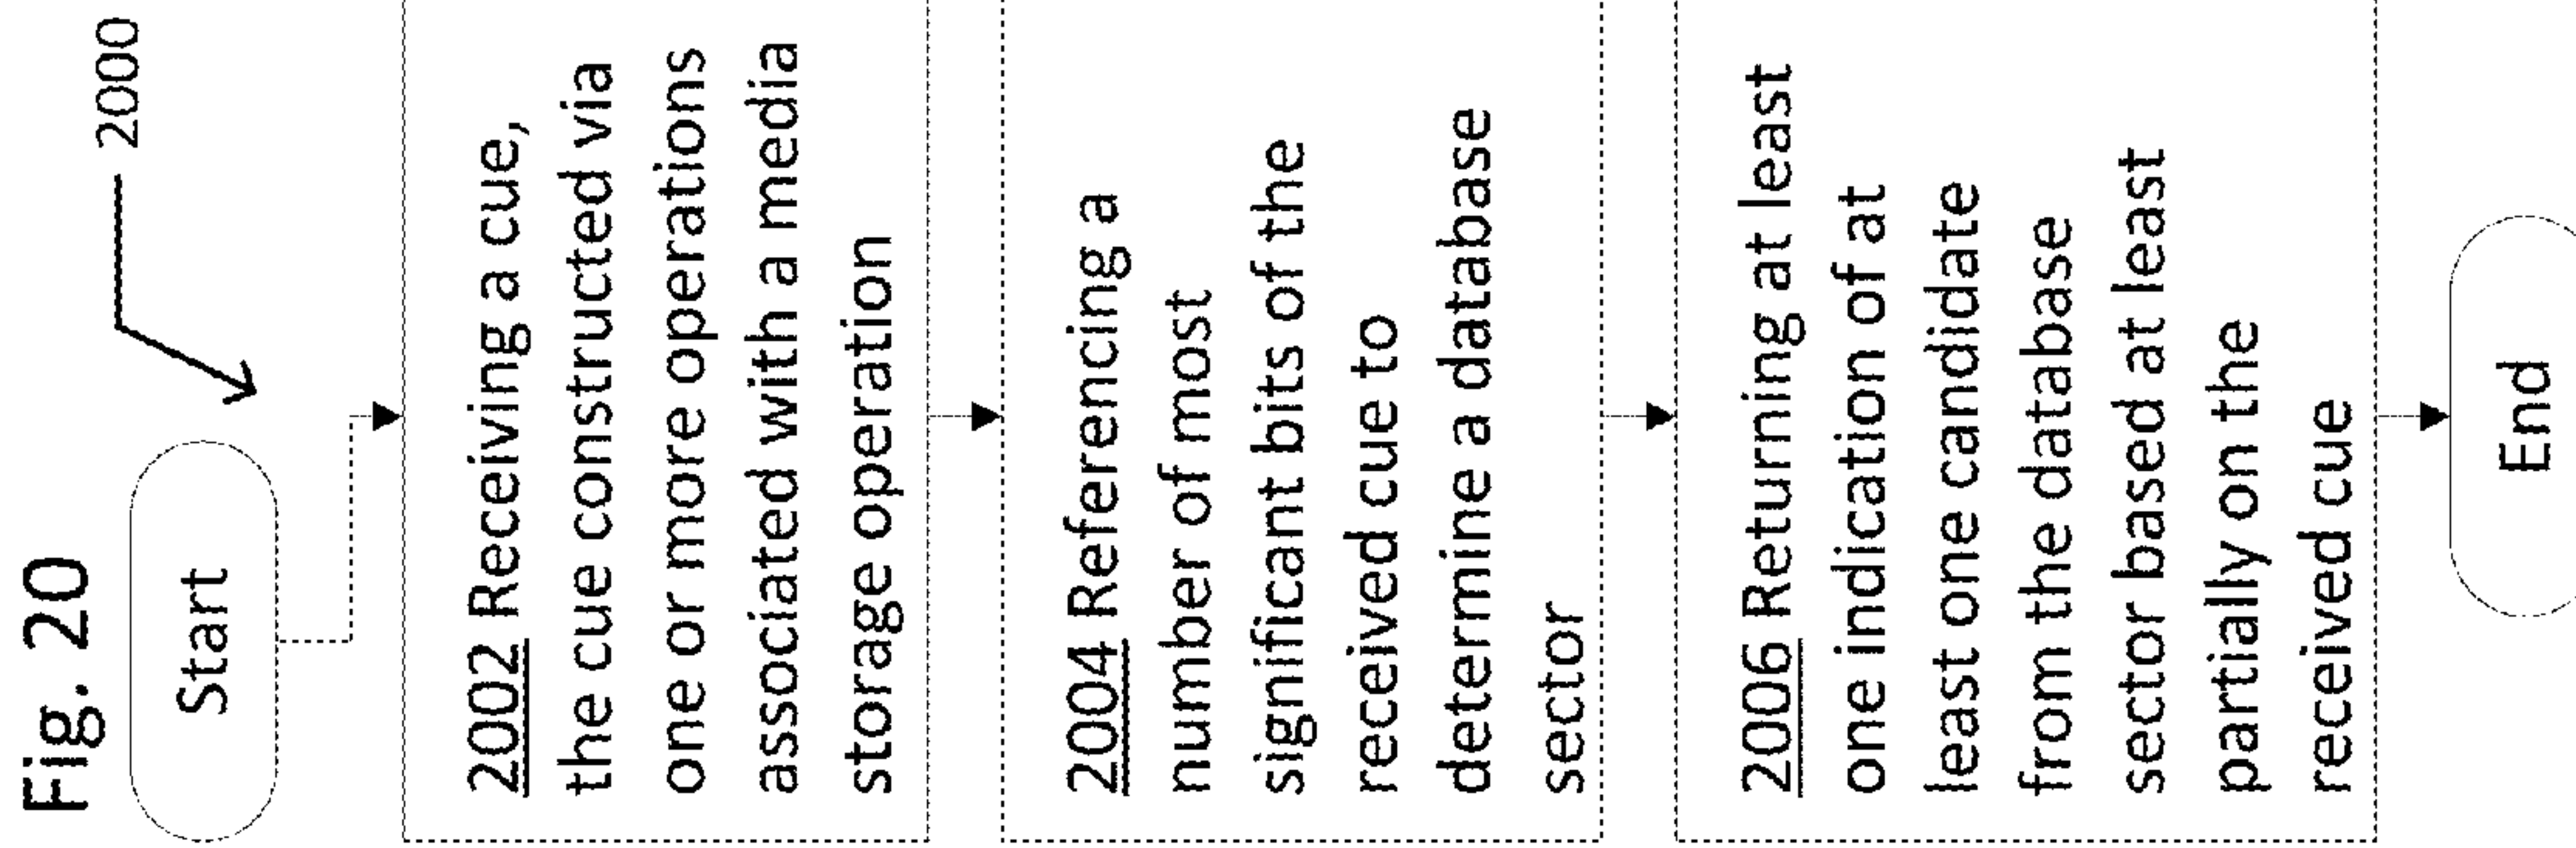 Fig. 20
2000
Start
2002 Receiving a cue,
the cue constructed via
one or more operations
associated with a media
storage operation
2004 Referencing a
number of most
significant bits of the
received cue to
determine a database
sector
2006 Returning at least
one indication of at
least one candidate
from the database
sector based at least
partially on the
received cue
End